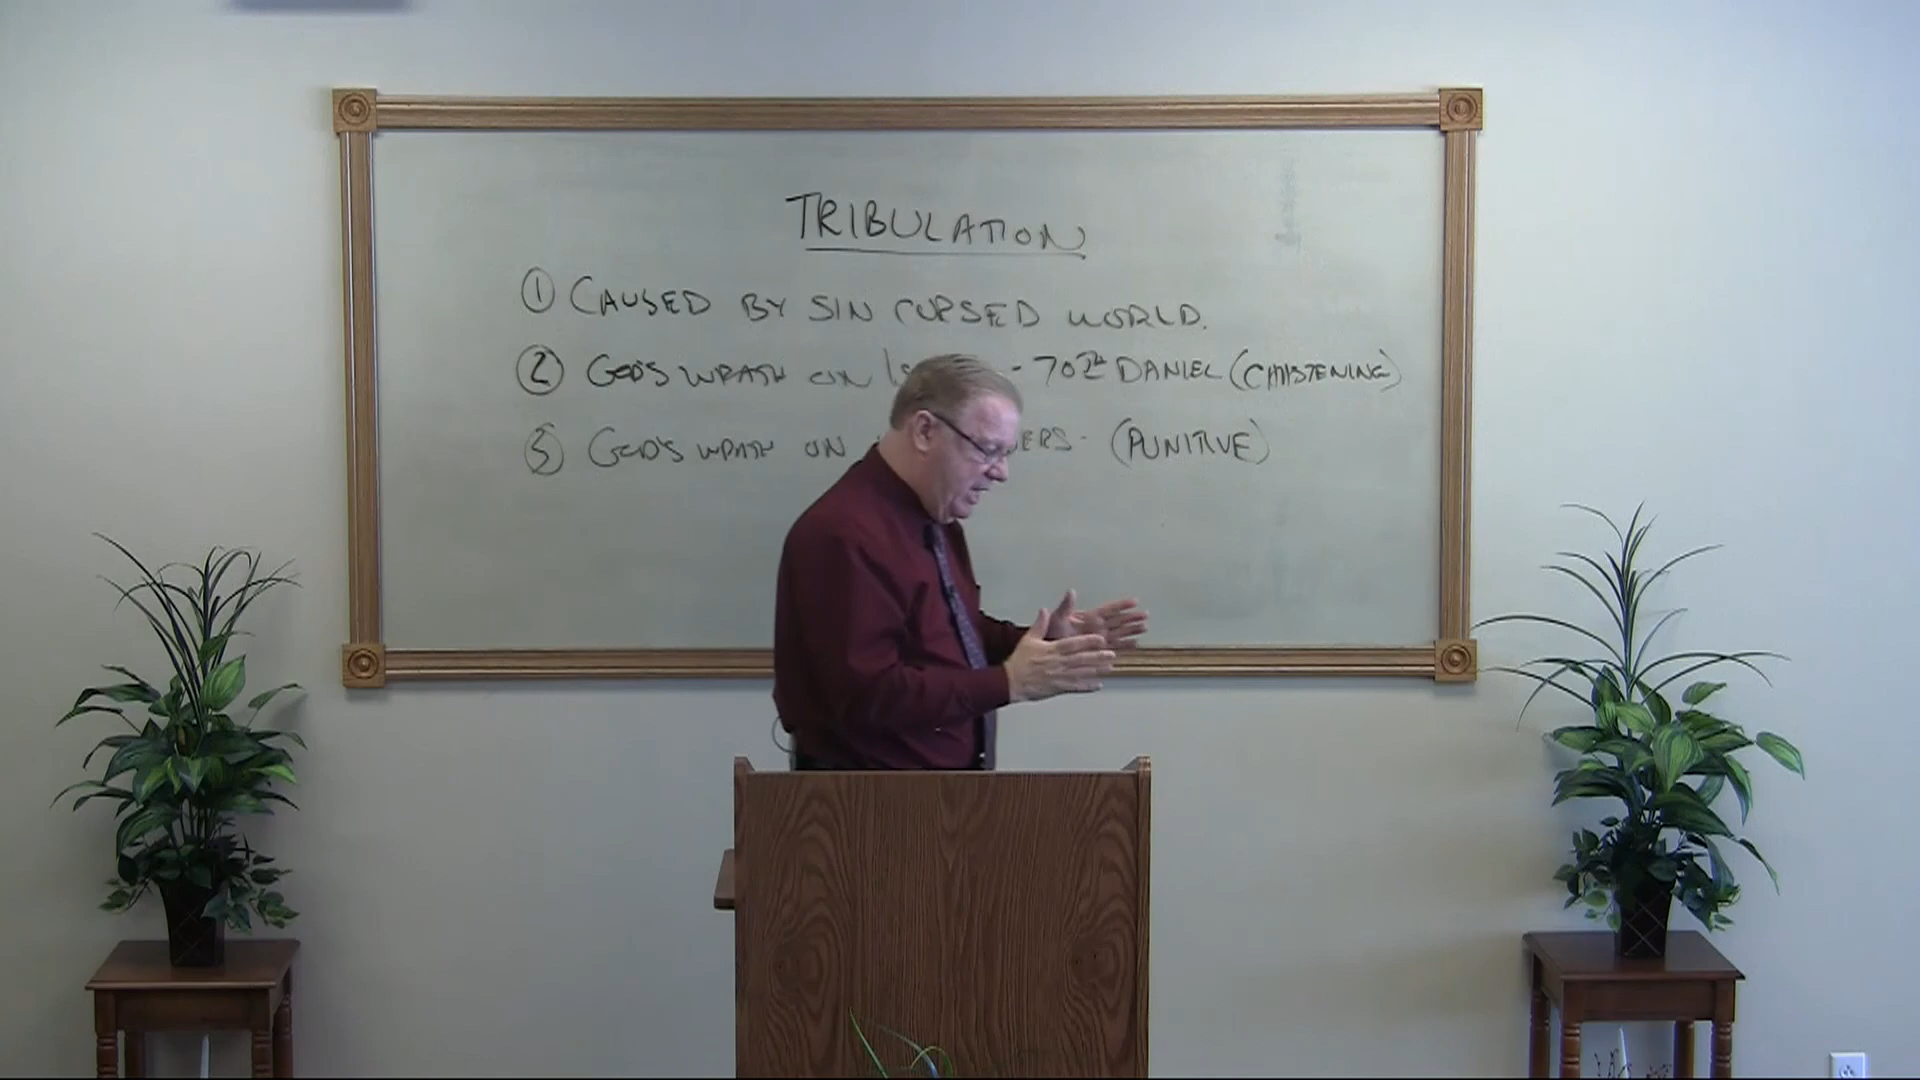 TRIBULATION
① CAUSED BY SIN CURSED WORLD.
② GOD'S WRATH ON - 70th DANIEL (CHASTENING)
③ GOD'S WRATH ON (PUNITIVE)